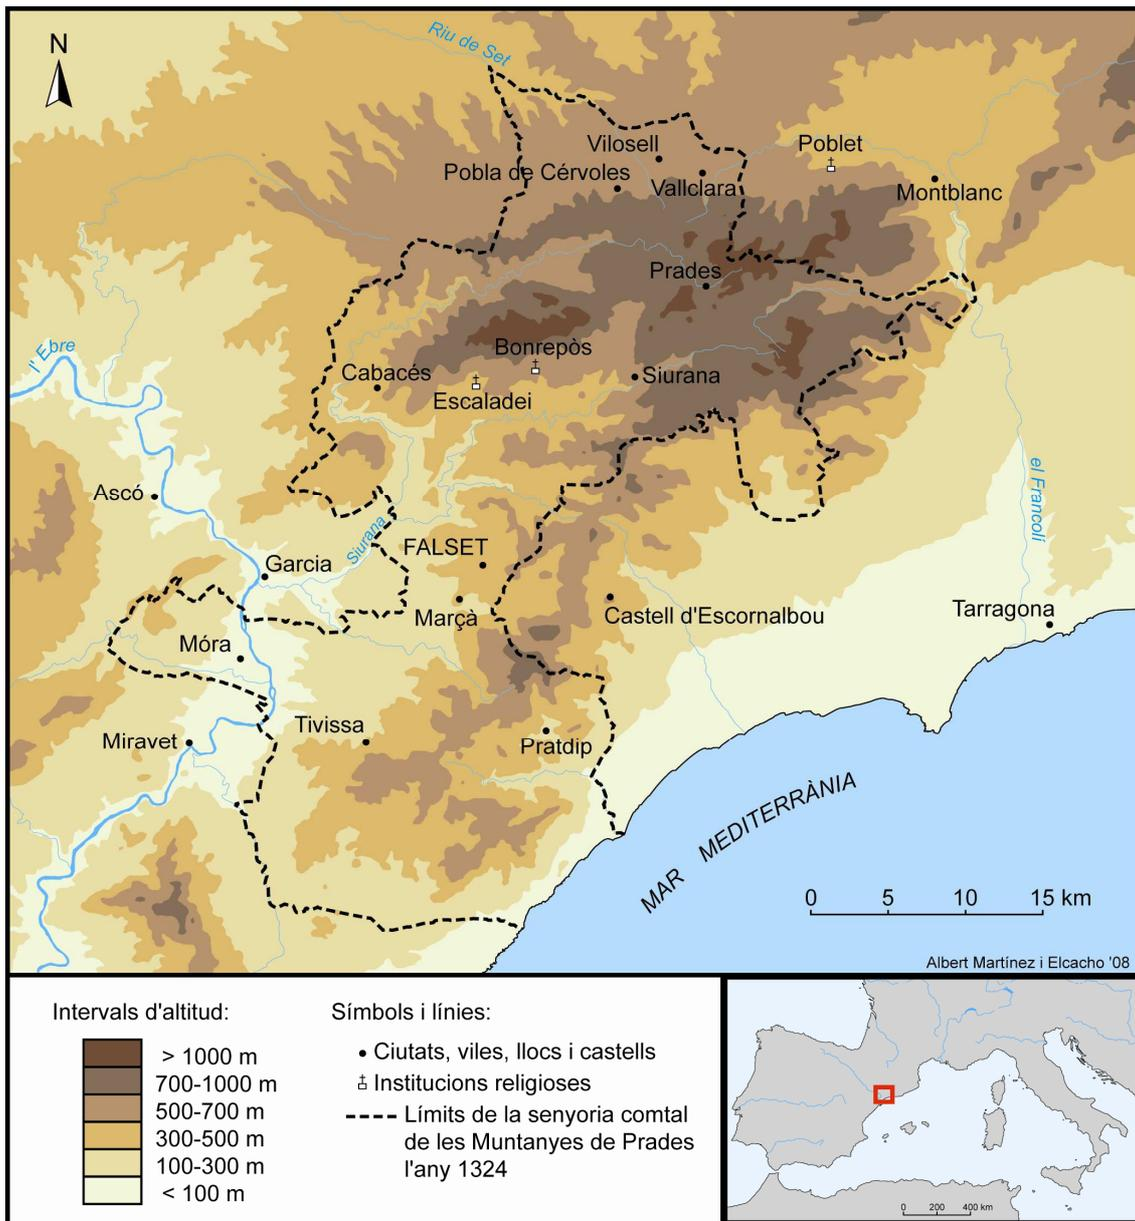 N
Riu de Set
Vilosell
Poblet
Pobla de Cérvoles
Vallclara
Montblanc
Prades
l'Ebre
Bonrepòs
Cabacés
Siurana
Escaladei
Ascó
el Francolí
Siurana
FALSET
Garcia
Marçà
Castell d'Escornalbou
Tarragona
Móra
Tivissa
Miravet
Pratdip
MAR MEDITERRÀNIA
0 5 10 15 km
Albert Martínez i Elcacho '08
Intervals d'altitud:
> 1000 m
700-1000 m
500-700 m
300-500 m
100-300 m
< 100 m
Símbols i línies:
Ciutats, viles, llocs i castells
Institucions religioses
Límits de la senyoria comtal
de les Muntanyes de Prades
l'any 1324
0 200 400 km